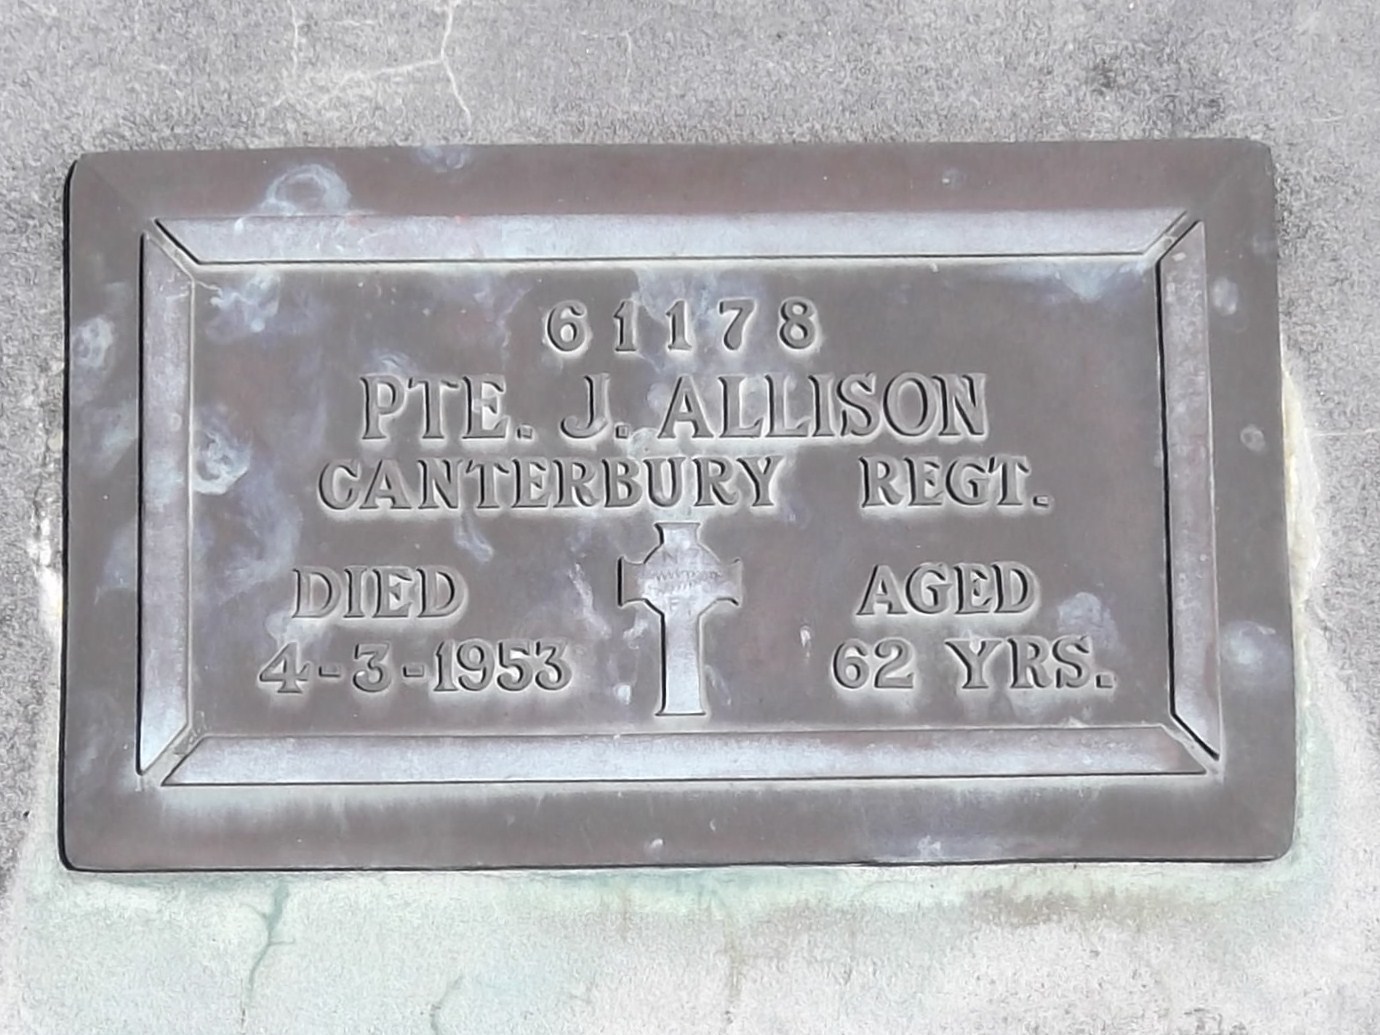 61178
PTE. J. ALLISON
CANTERBURY REGT.
DIED
4-3-1953
AGED
62 YRS.